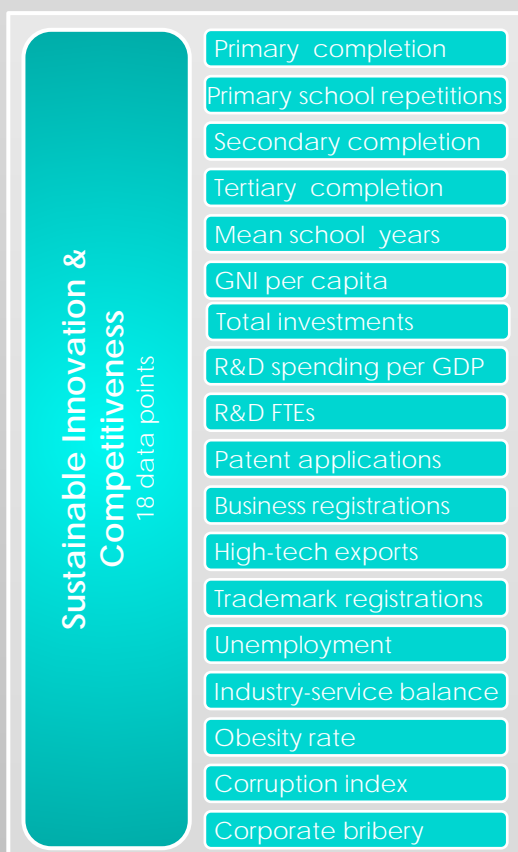 Sustainable Innovation &
Competitiveness
18 data points
Primary completion
Primary school repetitions
Secondary completion
Tertiary completion
Mean school years
GNI per capita
Total investments
R&D spending per GDP
R&D FTEs
Patent applications
Business registrations
High-tech exports
Trademark registrations
Unemployment
Industry-service balance
Obesity rate
Corruption index
Corporate bribery